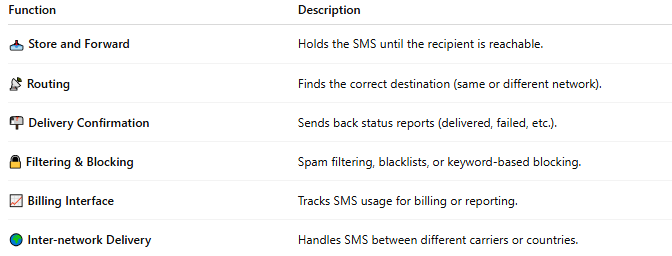 Function Description
Store and Forward Holds the SMS until the recipient is reachable.
Routing Finds the correct destination (same or different network).
Delivery Confirmation Sends back status reports (delivered, failed, etc.).
Filtering & Blocking Spam filtering, blacklists, or keyword-based blocking.
Billing Interface Tracks SMS usage for billing or reporting.
Inter-network Delivery Handles SMS between different carriers or countries.